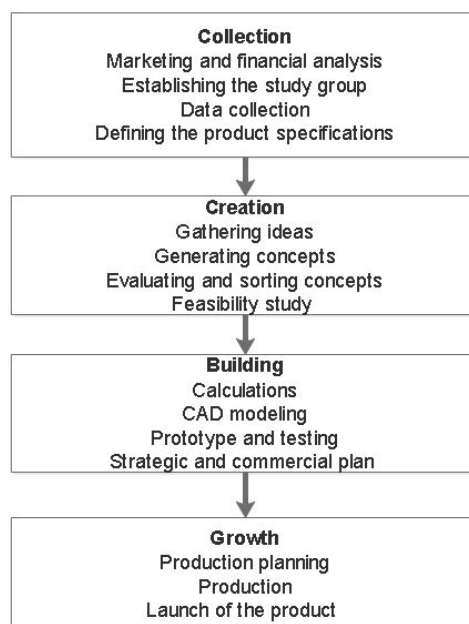 Collection
Marketing and financial analysis
Establishing the study group
Data collection
Defining the product specifications
Creation
Gathering ideas
Generating concepts
Evaluating and sorting concepts
Feasibility study
Building
Calculations
CAD modeling
Prototype and testing
Strategic and commercial plan
Growth
Production planning
Production
Launch of the product